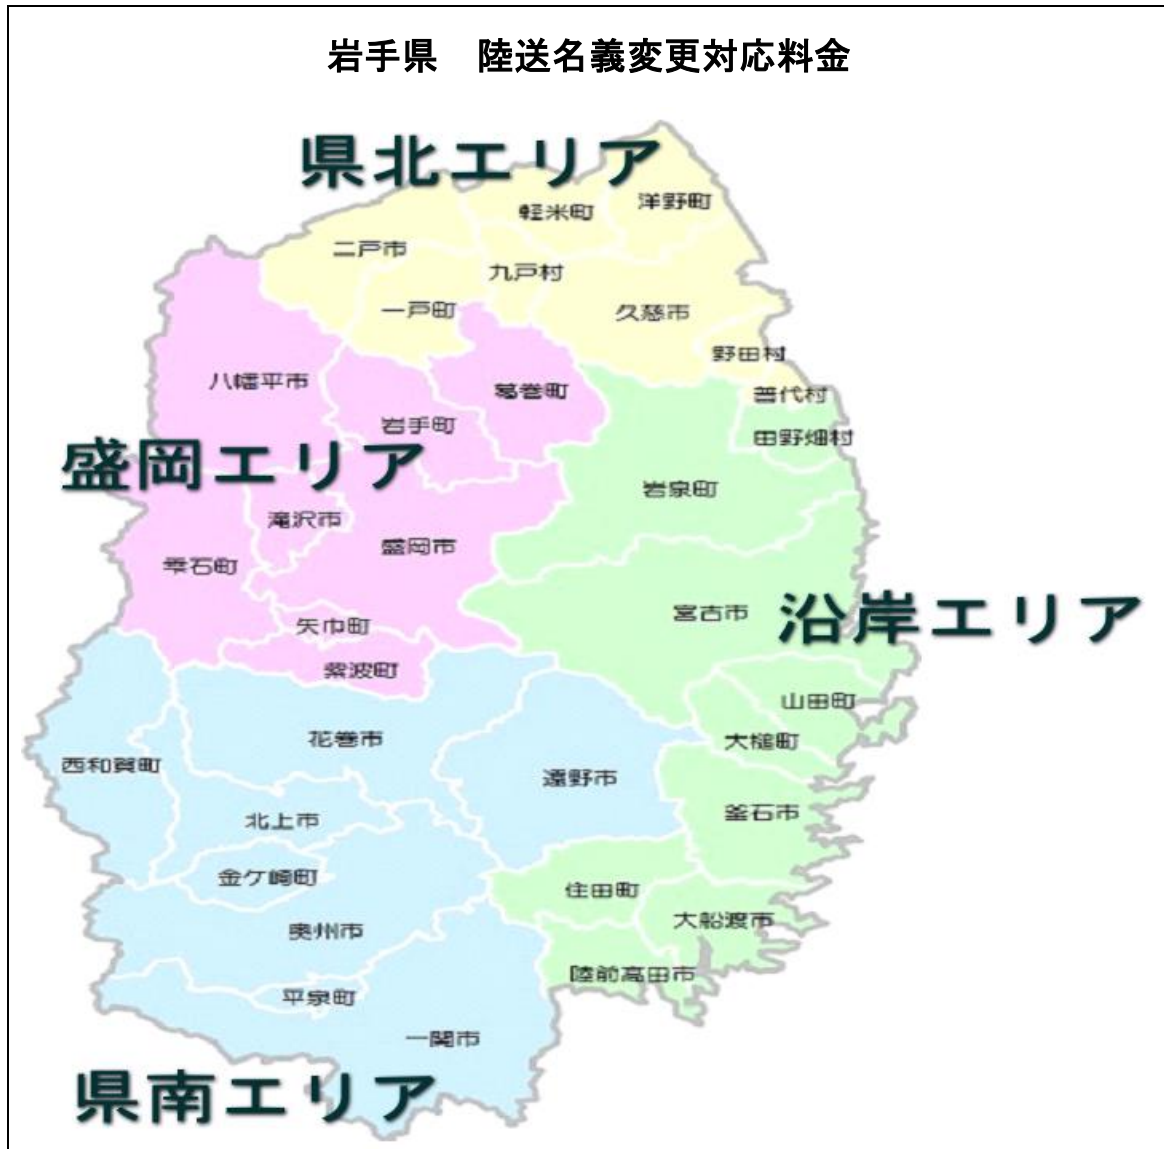 岩手県　陸送名義変更対応料金
県北エリア
洋野町
軽米町
二戸市
九戸村
一戸町
久慈市
野田村
八幡平市
葛巻町
普代村
岩手町
田野畑村
盛岡エリア
岩泉町
滝沢市
盛岡市
雫石町
宮古市
沿岸エリア
矢巾町
紫波町
山田町
花巻市
大槌町
西和賀町
遠野市
釜石市
北上市
金ケ崎町
住田町
大船渡市
奥州市
陸前高田市
平泉町
一関市
県南エリア